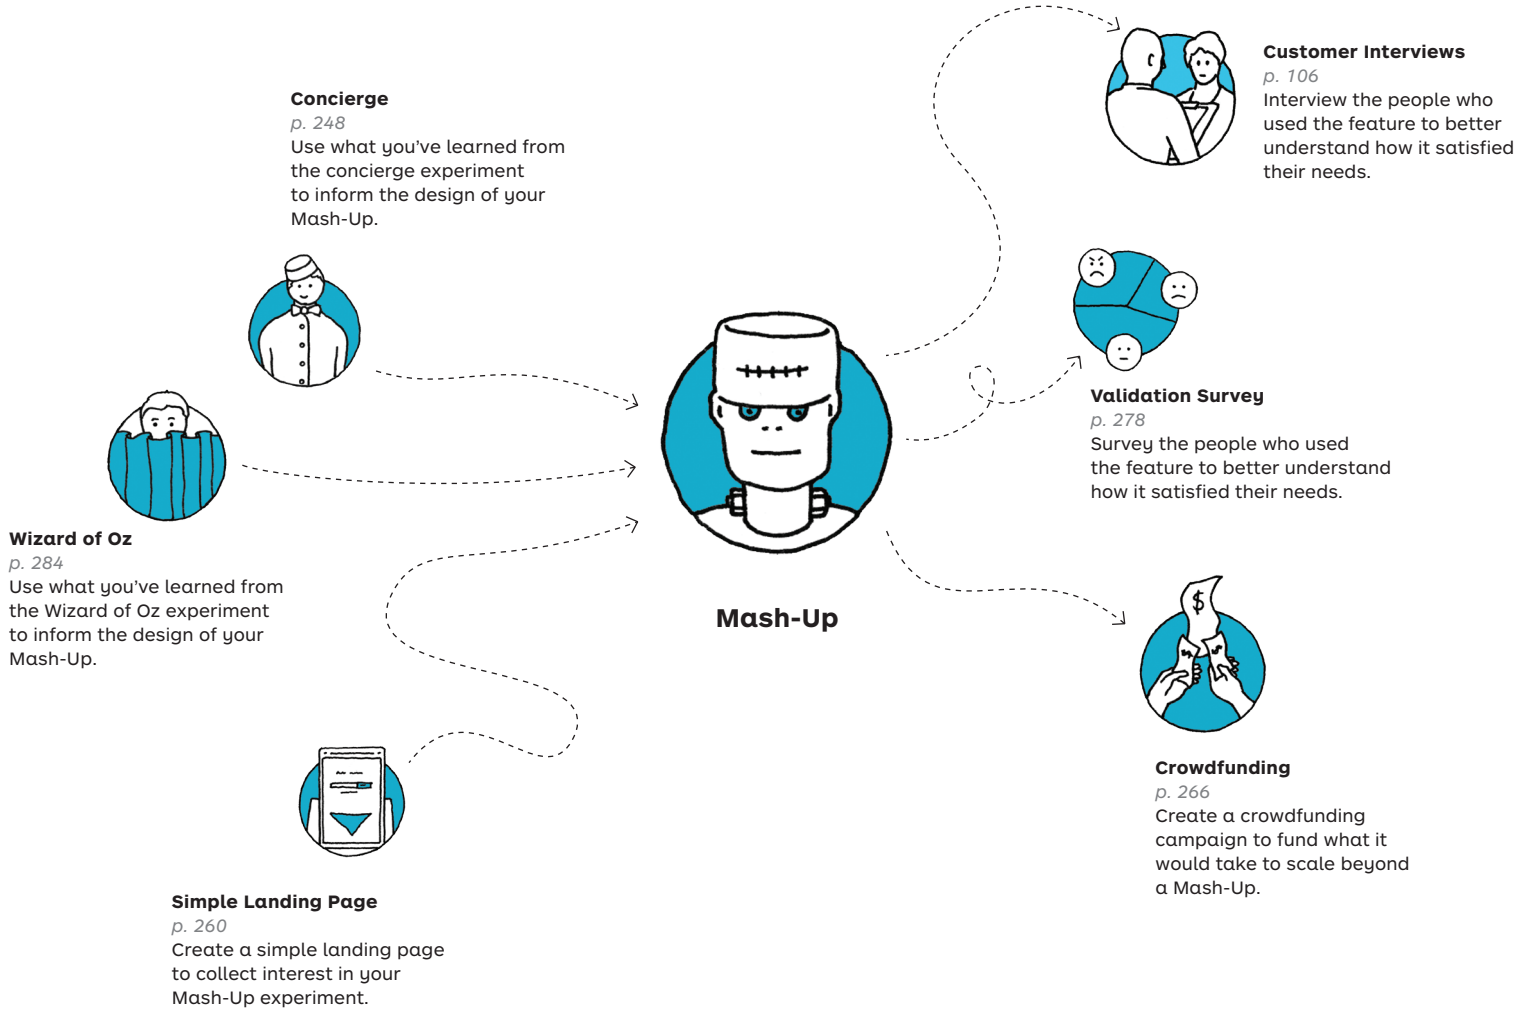 Concierge
p. 248
Use what you've learned from
the concierge experiment
to inform the design of your
Mash-Up.
Wizard of Oz
p. 284
Use what you've learned from
the Wizard of Oz experiment
to inform the design of your
Mash-Up.
Simple Landing Page
p. 260
Create a simple landing page
to collect interest in your
Mash-Up experiment.
Mash-Up
Customer Interviews
p. 106
Interview the people who
used the feature to better
understand how it satisfied
their needs.
Validation Survey
p. 278
Survey the people who used
the feature to better understand
how it satisfied their needs.
$
Crowdfunding
p. 266
Create a crowdfunding
campaign to fund what it
would take to scale beyond
a Mash-Up.